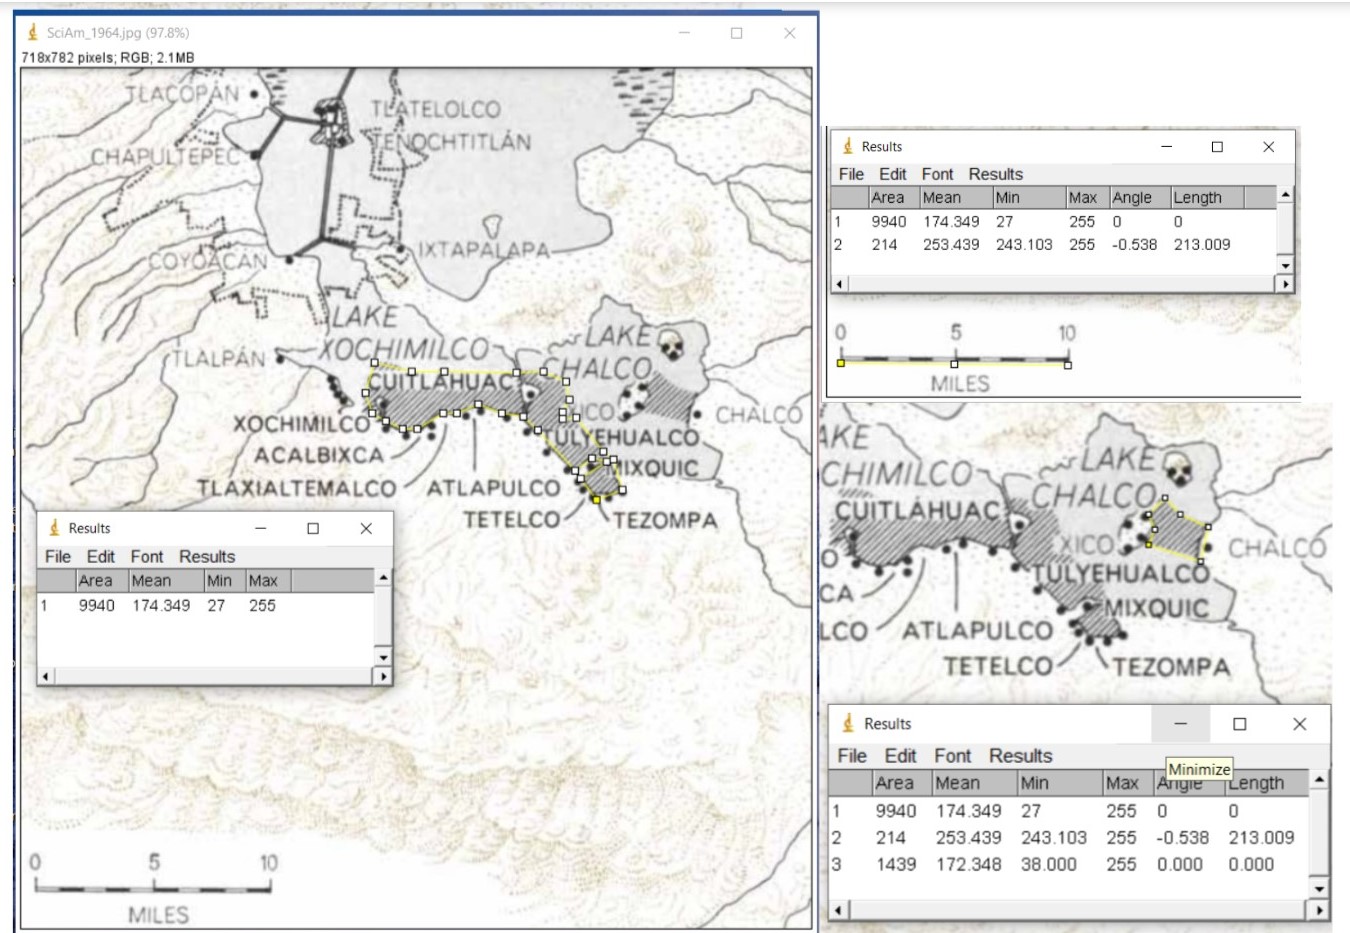 SciAm_1964.jpg (97.8%)
718x782 pixels; RGB; 2.1MB
TLACOPÁN
TLATELOLCO
TENOCHTITLÁN
CHAPULTEPEC
COYOACÁN
IXTAPALAPA
LAKE
XOCHIMILCO
LAKE
CHALCO
TLALPÁN
CUITLÁHUAC
XICO
CHALCO
XOCHIMILCO
TULYEHUALCO
ACALBIXCA
MIXQUIC
TLAXIALTEMALCO
ATLAPULCO
TETELCO
TEZOMPA
Results
File Edit Font Results
Area Mean Min Max
1 9940 174.349 27 255
0 5 10
MILES
Results
File Edit Font Results
Area Mean Min Max Angle Length
1 9940 174.349 27 255 0 0
2 214 253.439 243.103 255 -0.538 213.009
0 5 10
MILES
AKE
CHIMILCO
LAKE
CHALCO
CUITLÁHUAC
O
XICO
CHALCO
TULYEHUALCO
CA
MIXQUIC
LCO
ATLAPULCO
TETELCO
TEZOMPA
Results
File Edit Font Results
Minimize
Area Mean Min Max Angle Length
1 9940 174.349 27 255 0 0
2 214 253.439 243.103 255 -0.538 213.009
3 1439 172.348 38.000 255 0.000 0.000